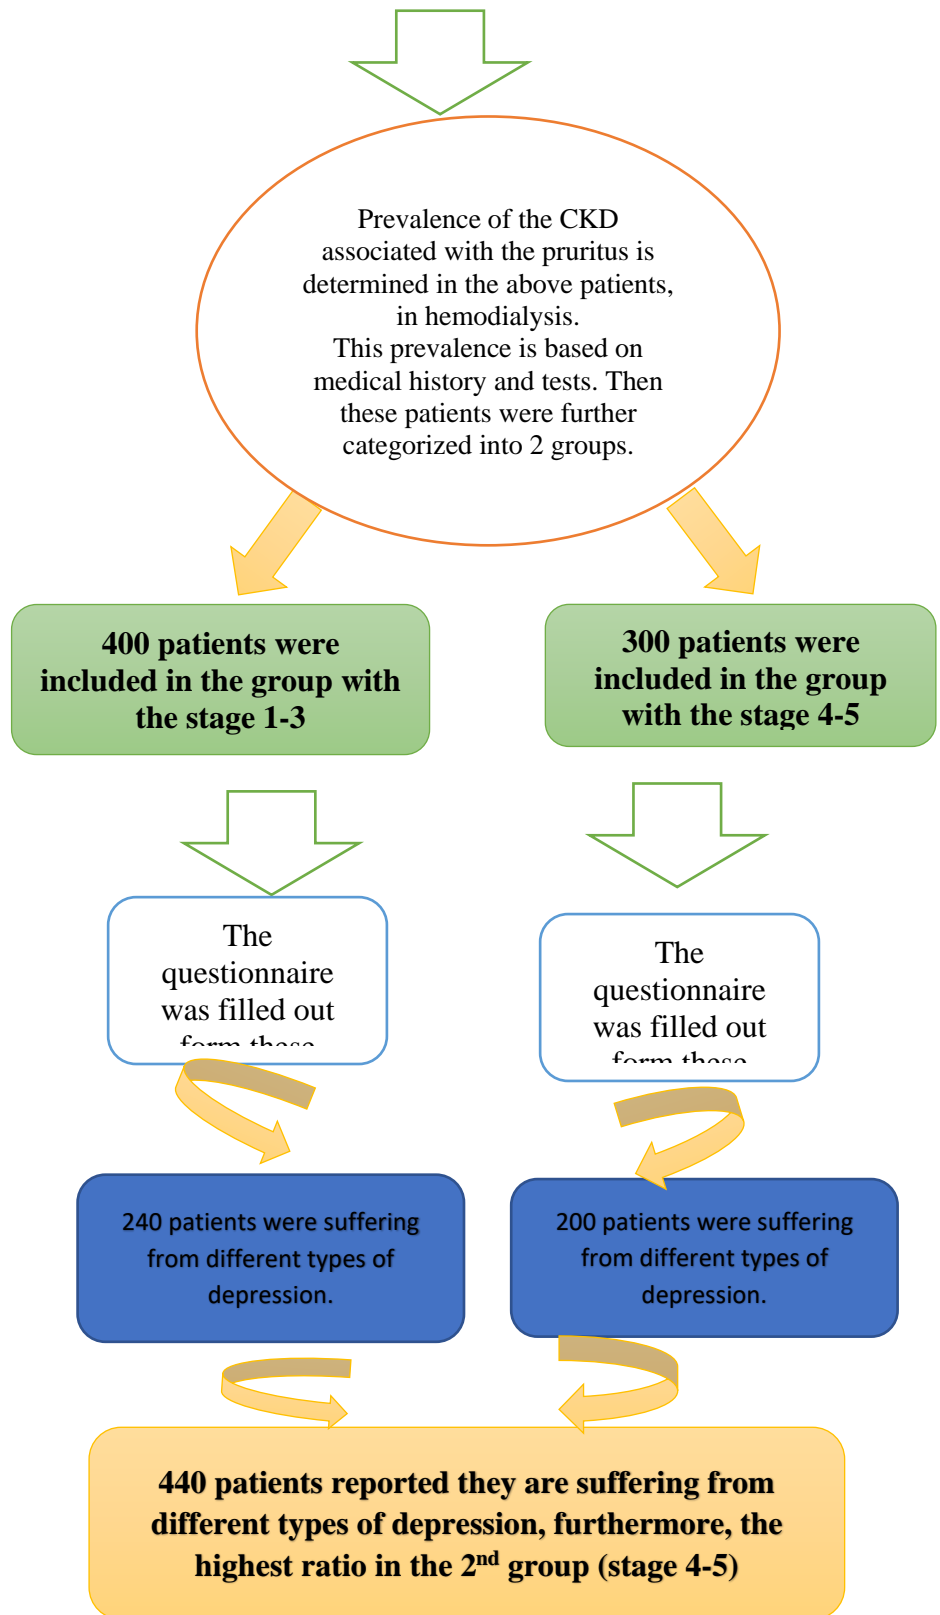 Prevalence of the CKD
associated with the pruritus is
determined in the above patients,
in hemodialysis.
This prevalence is based on
medical history and tests. Then
these patients were further
categorized into 2 groups.
400 patients were
included in the group with
the stage 1-3
300 patients were
included in the group
with the stage 4-5
The
questionnaire
was filled out
form these
The
questionnaire
was filled out
form these
240 patients were suffering
from different types of
depression.
200 patients were suffering
from different types of
depression.
440 patients reported they are suffering from
different types of depression, furthermore, the
highest ratio in the 2nd group (stage 4-5)